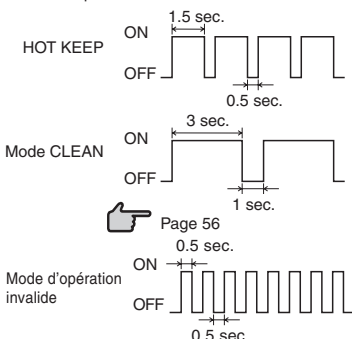 1.5 sec.
HOT KEEP
ON
OFF
0.5 sec.
3 sec.
Mode CLEAN
ON
OFF
1 sec.
Page 56
0.5 sec.
Mode d'opération
invalide
ON
OFF
0.5 sec.